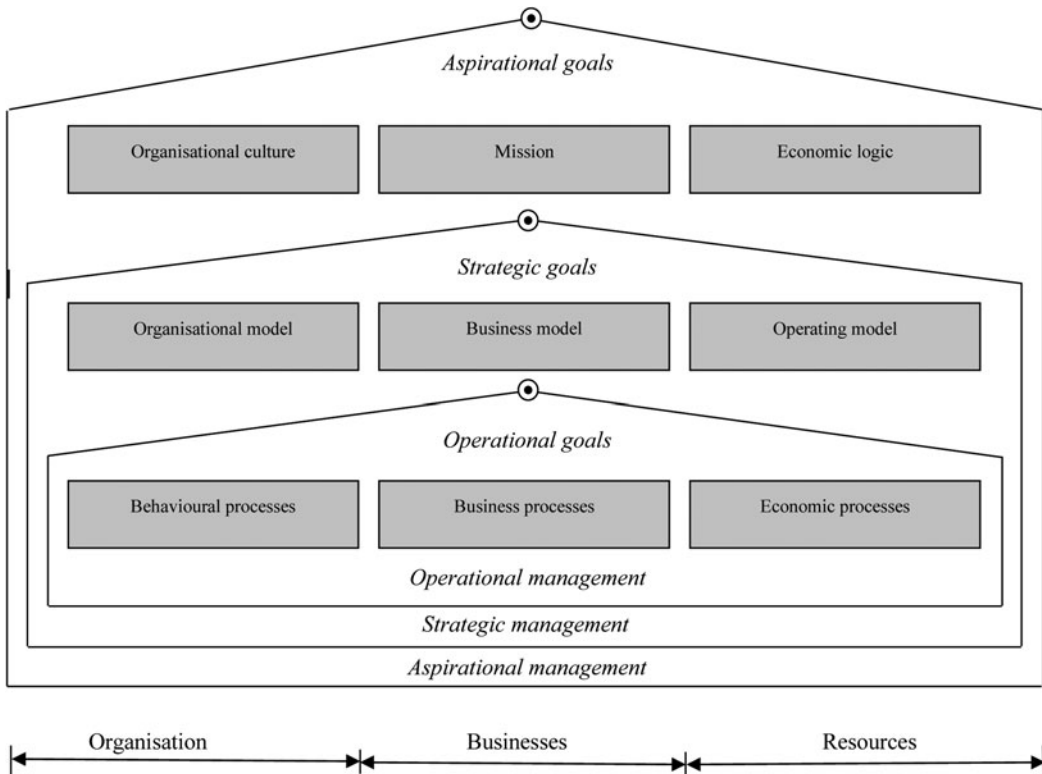 Aspirational goals
Organisational culture
Mission
Economic logic
Strategic goals
Organisational model
Business model
Operating model
Operational goals
Behavioural processes
Business processes
Economic processes
Operational management
Strategic management
Aspirational management
Organisation
Businesses
Resources